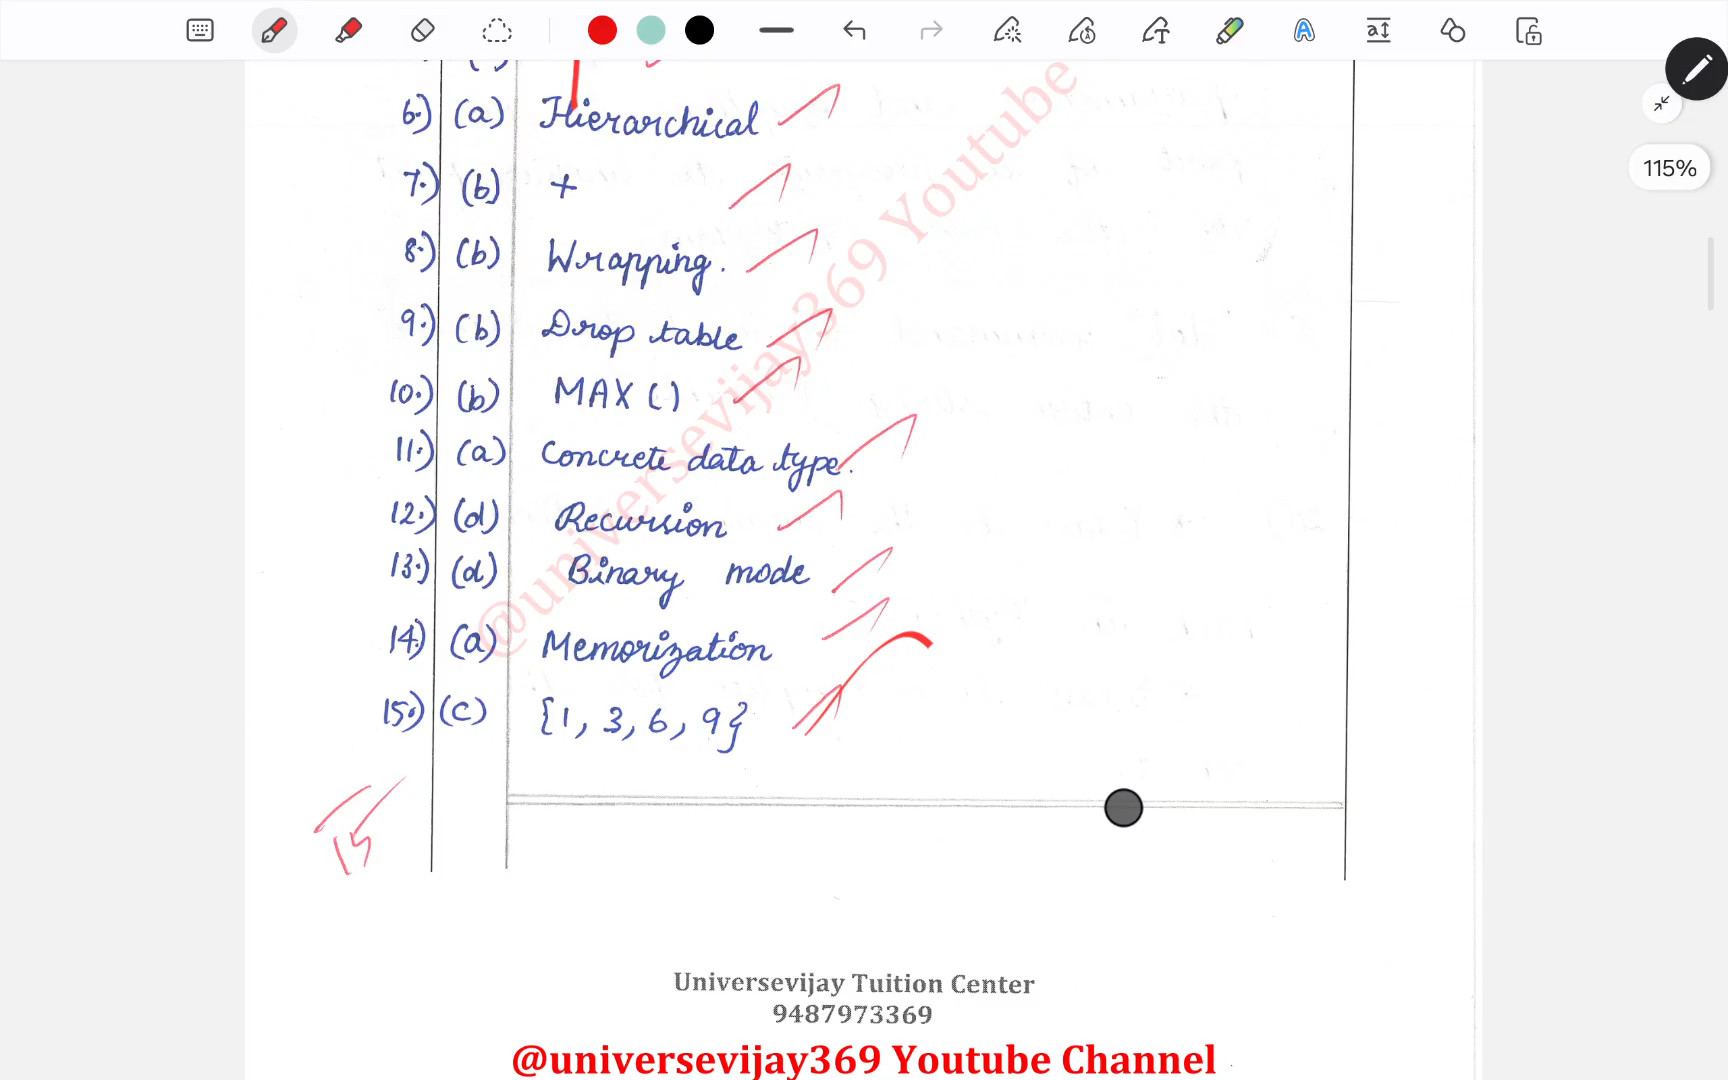 115%
6.) (a) Hierarchical
7.) (b) +
8.) (b) Wrapping.
9.) (b) Drop table
10.) (b) MAX ()
11.) (a) Concrete data type.
12.) (d) Recursion
13.) (d) Binary mode
14.) (a) Memorization
15.) (c) {1, 3, 6, 9}
15
@universevijay369 Youtube
Universevijay Tuition Center
9487973369
@universevijay369 Youtube Channel